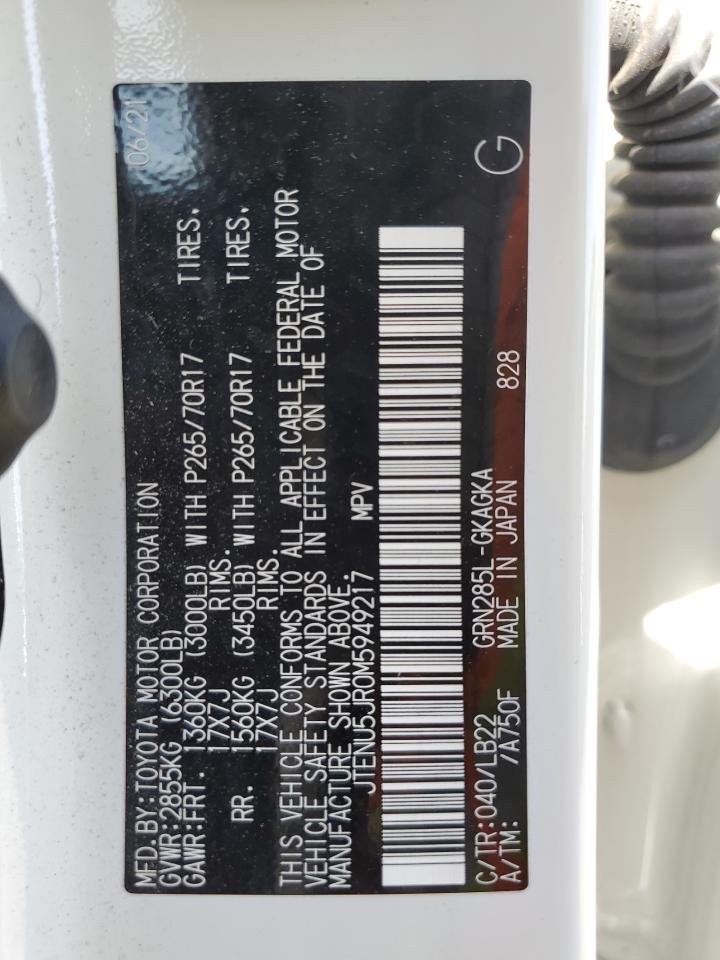 MFD.BY:TOYOTA MOTOR CORPORATION 06/21
GVWR:2855KG (6300LB)
GAWR:FRT. 1360KG (3000LB) WITH P265/70R17 TIRES.
17X7J RIMS.
RR. 1560KG (3450LB) WITH P265/70R17 TIRES.
17X7J RIMS.
THIS VEHICLE CONFORMS TO ALL APPLICABLE FEDERAL MOTOR
VEHICLE SAFETY STANDARDS IN EFFECT ON THE DATE OF
MANUFACTURE SHOWN ABOVE.
JTENU5JR0M5949217 MPV
C/TR:040/LB22 GRN285L-GKAGKA G
A/TM: /A750F MADE IN JAPAN 828